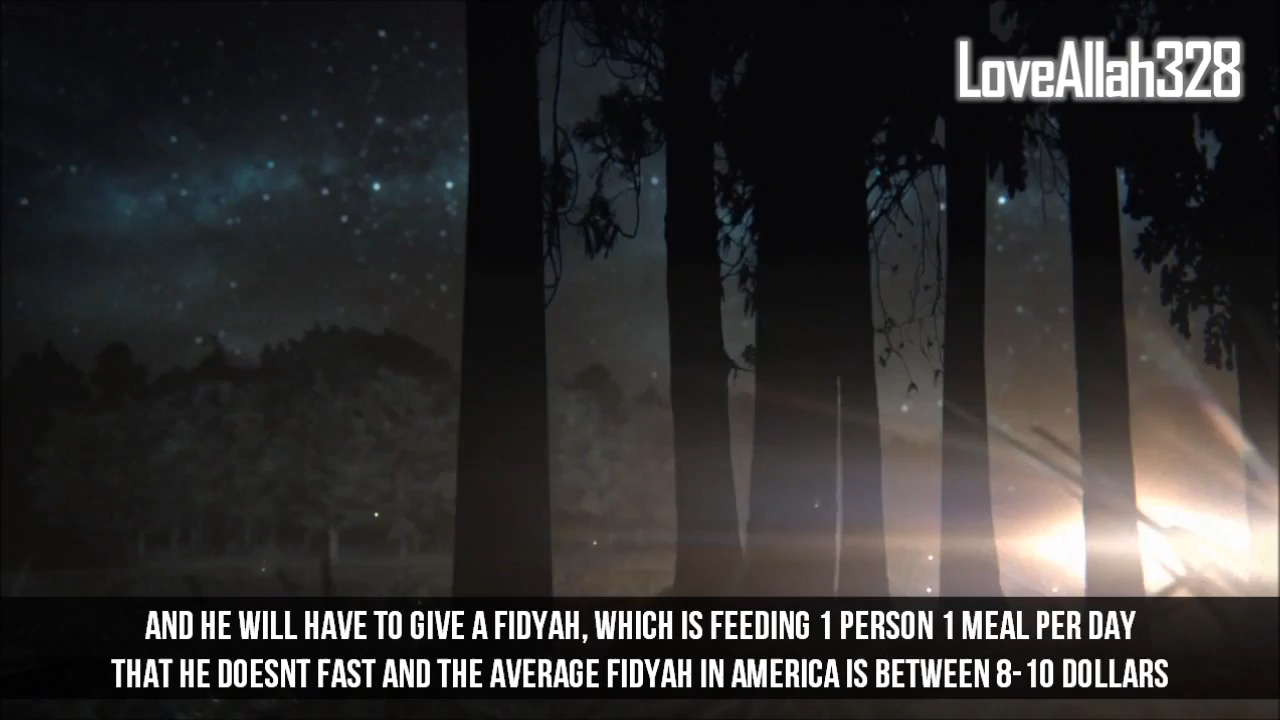 LoveAllah328
AND HE WILL HAVE TO GIVE A FIDYAH, WHICH IS FEEDING 1 PERSON 1 MEAL PER DAY
THAT HE DOESNT FAST AND THE AVERAGE FIDYAH IN AMERICA IS BETWEEN 8-10 DOLLARS